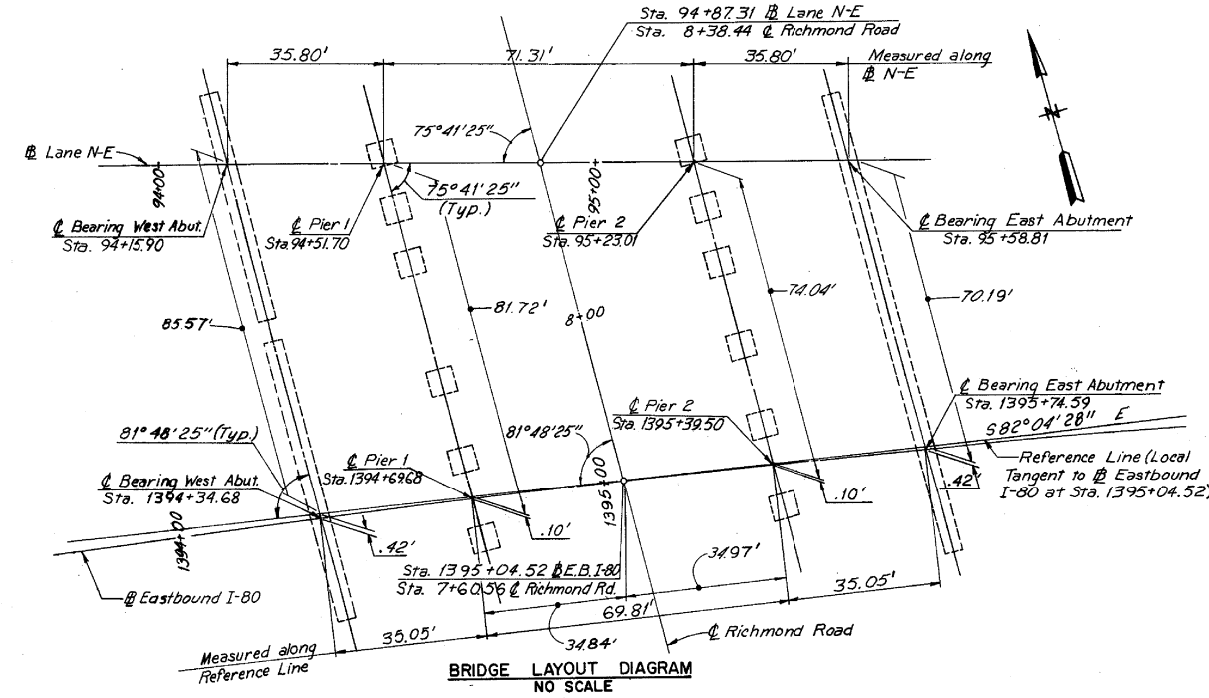 Sta. 94+87.31 ⅊ Lane N-E
Sta. 8+38.44 ℄ Richmond Road
35.80'
71.31'
35.80'
Measured along
⅊ N-E
N
75°41'25"
⅊ Lane N-E
94+00
95+00
75°41'25"
(Typ.)
℄ Bearing West Abut.
Sta. 94+15.90
℄ Pier 1
Sta. 94+51.70
℄ Pier 2
Sta. 95+23.01
℄ Bearing East Abutment
Sta. 95+58.81
85.57'
81.72'
8+00
74.04'
70.19'
℄ Bearing East Abutment
Sta. 1395+74.59
S 82° 04' 28" E
℄ Pier 2
Sta. 1395+39.50
81° 48' 25" (Typ.)
81°48'25"
℄ Pier 1
Sta. 1394+69.68
℄ Bearing West Abut.
Sta. 1394+34.68
Reference Line (Local
Tangent to ⅊ Eastbound
I-80 at Sta. 1395+04.52)
1394+00
1395+00
.42'
.10'
.10'
.42'
Sta. 1395+04.52 ⅊ E.B. I-80
Sta. 7+60.56 ℄ Richmond Rd.
34.97'
⅊ Eastbound I-80
35.05'
69.81'
35.05'
34.84'
℄ Richmond Road
Measured along
Reference Line
BRIDGE LAYOUT DIAGRAM
NO SCALE